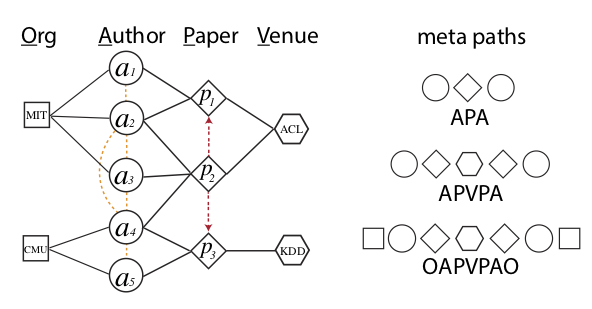 Org Author Paper Venue meta paths
a1
p1
MIT a2 ACL APA
a3 p2
APVPA
a4
CMU p3 KDD
a5 OAPVPAO